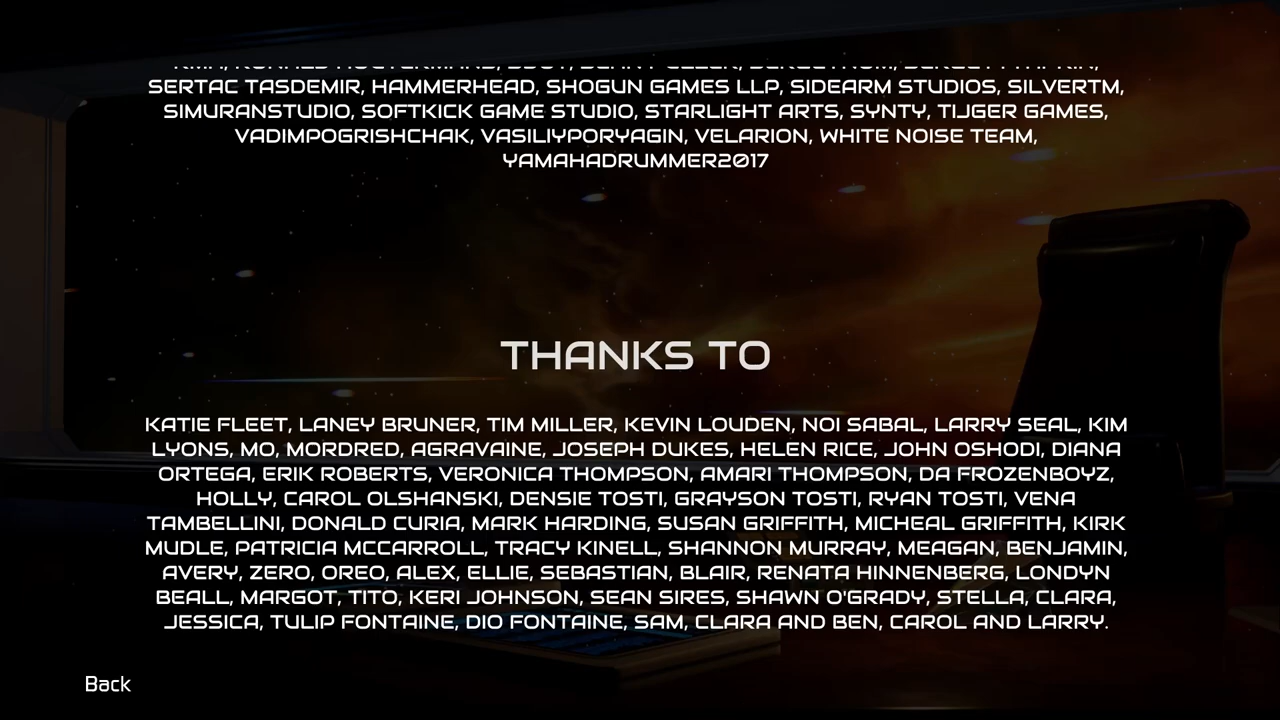 SERTAC TASDEMIR, HAMMERHEAD, SHOGUN GAMES LLP, SIDEARM STUDIOS, SILVERTM,
SIMURANSTUDIO, SOFTKICK GAME STUDIO, STARLIGHT ARTS, SYNTY, TIJGER GAMES,
VADIMPOGRISHCHAK, VASILIYPORYAGIN, VELARION, WHITE NOISE TEAM,
YAMAHADRUMMER2017
THANKS TO
KATIE FLEET, LANEY BRUNER, TIM MILLER, KEVIN LOUDEN, NOI SABAL, LARRY SEAL, KIM
LYONS, MO, MORDRED, AGRAVAINE, JOSEPH DUKES, HELEN RICE, JOHN OSHODI, DIANA
ORTEGA, ERIK ROBERTS, VERONICA THOMPSON, AMARI THOMPSON, DA FROZENBOYZ,
HOLLY, CAROL OLSHANSKI, DENSIE TOSTI, GRAYSON TOSTI, RYAN TOSTI, VENA
TAMBELLINI, DONALD CURIA, MARK HARDING, SUSAN GRIFFITH, MICHEAL GRIFFITH, KIRK
MUDLE, PATRICIA MCCARROLL, TRACY KINELL, SHANNON MURRAY, MEAGAN, BENJAMIN,
AVERY, ZERO, OREO, ALEX, ELLIE, SEBASTIAN, BLAIR, RENATA HINNENBERG, LONDYN
BEALL, MARGOT, TITO, KERI JOHNSON, SEAN SIRES, SHAWN O'GRADY, STELLA, CLARA,
JESSICA, TULIP FONTAINE, DIO FONTAINE, SAM, CLARA AND BEN, CAROL AND LARRY.
Back